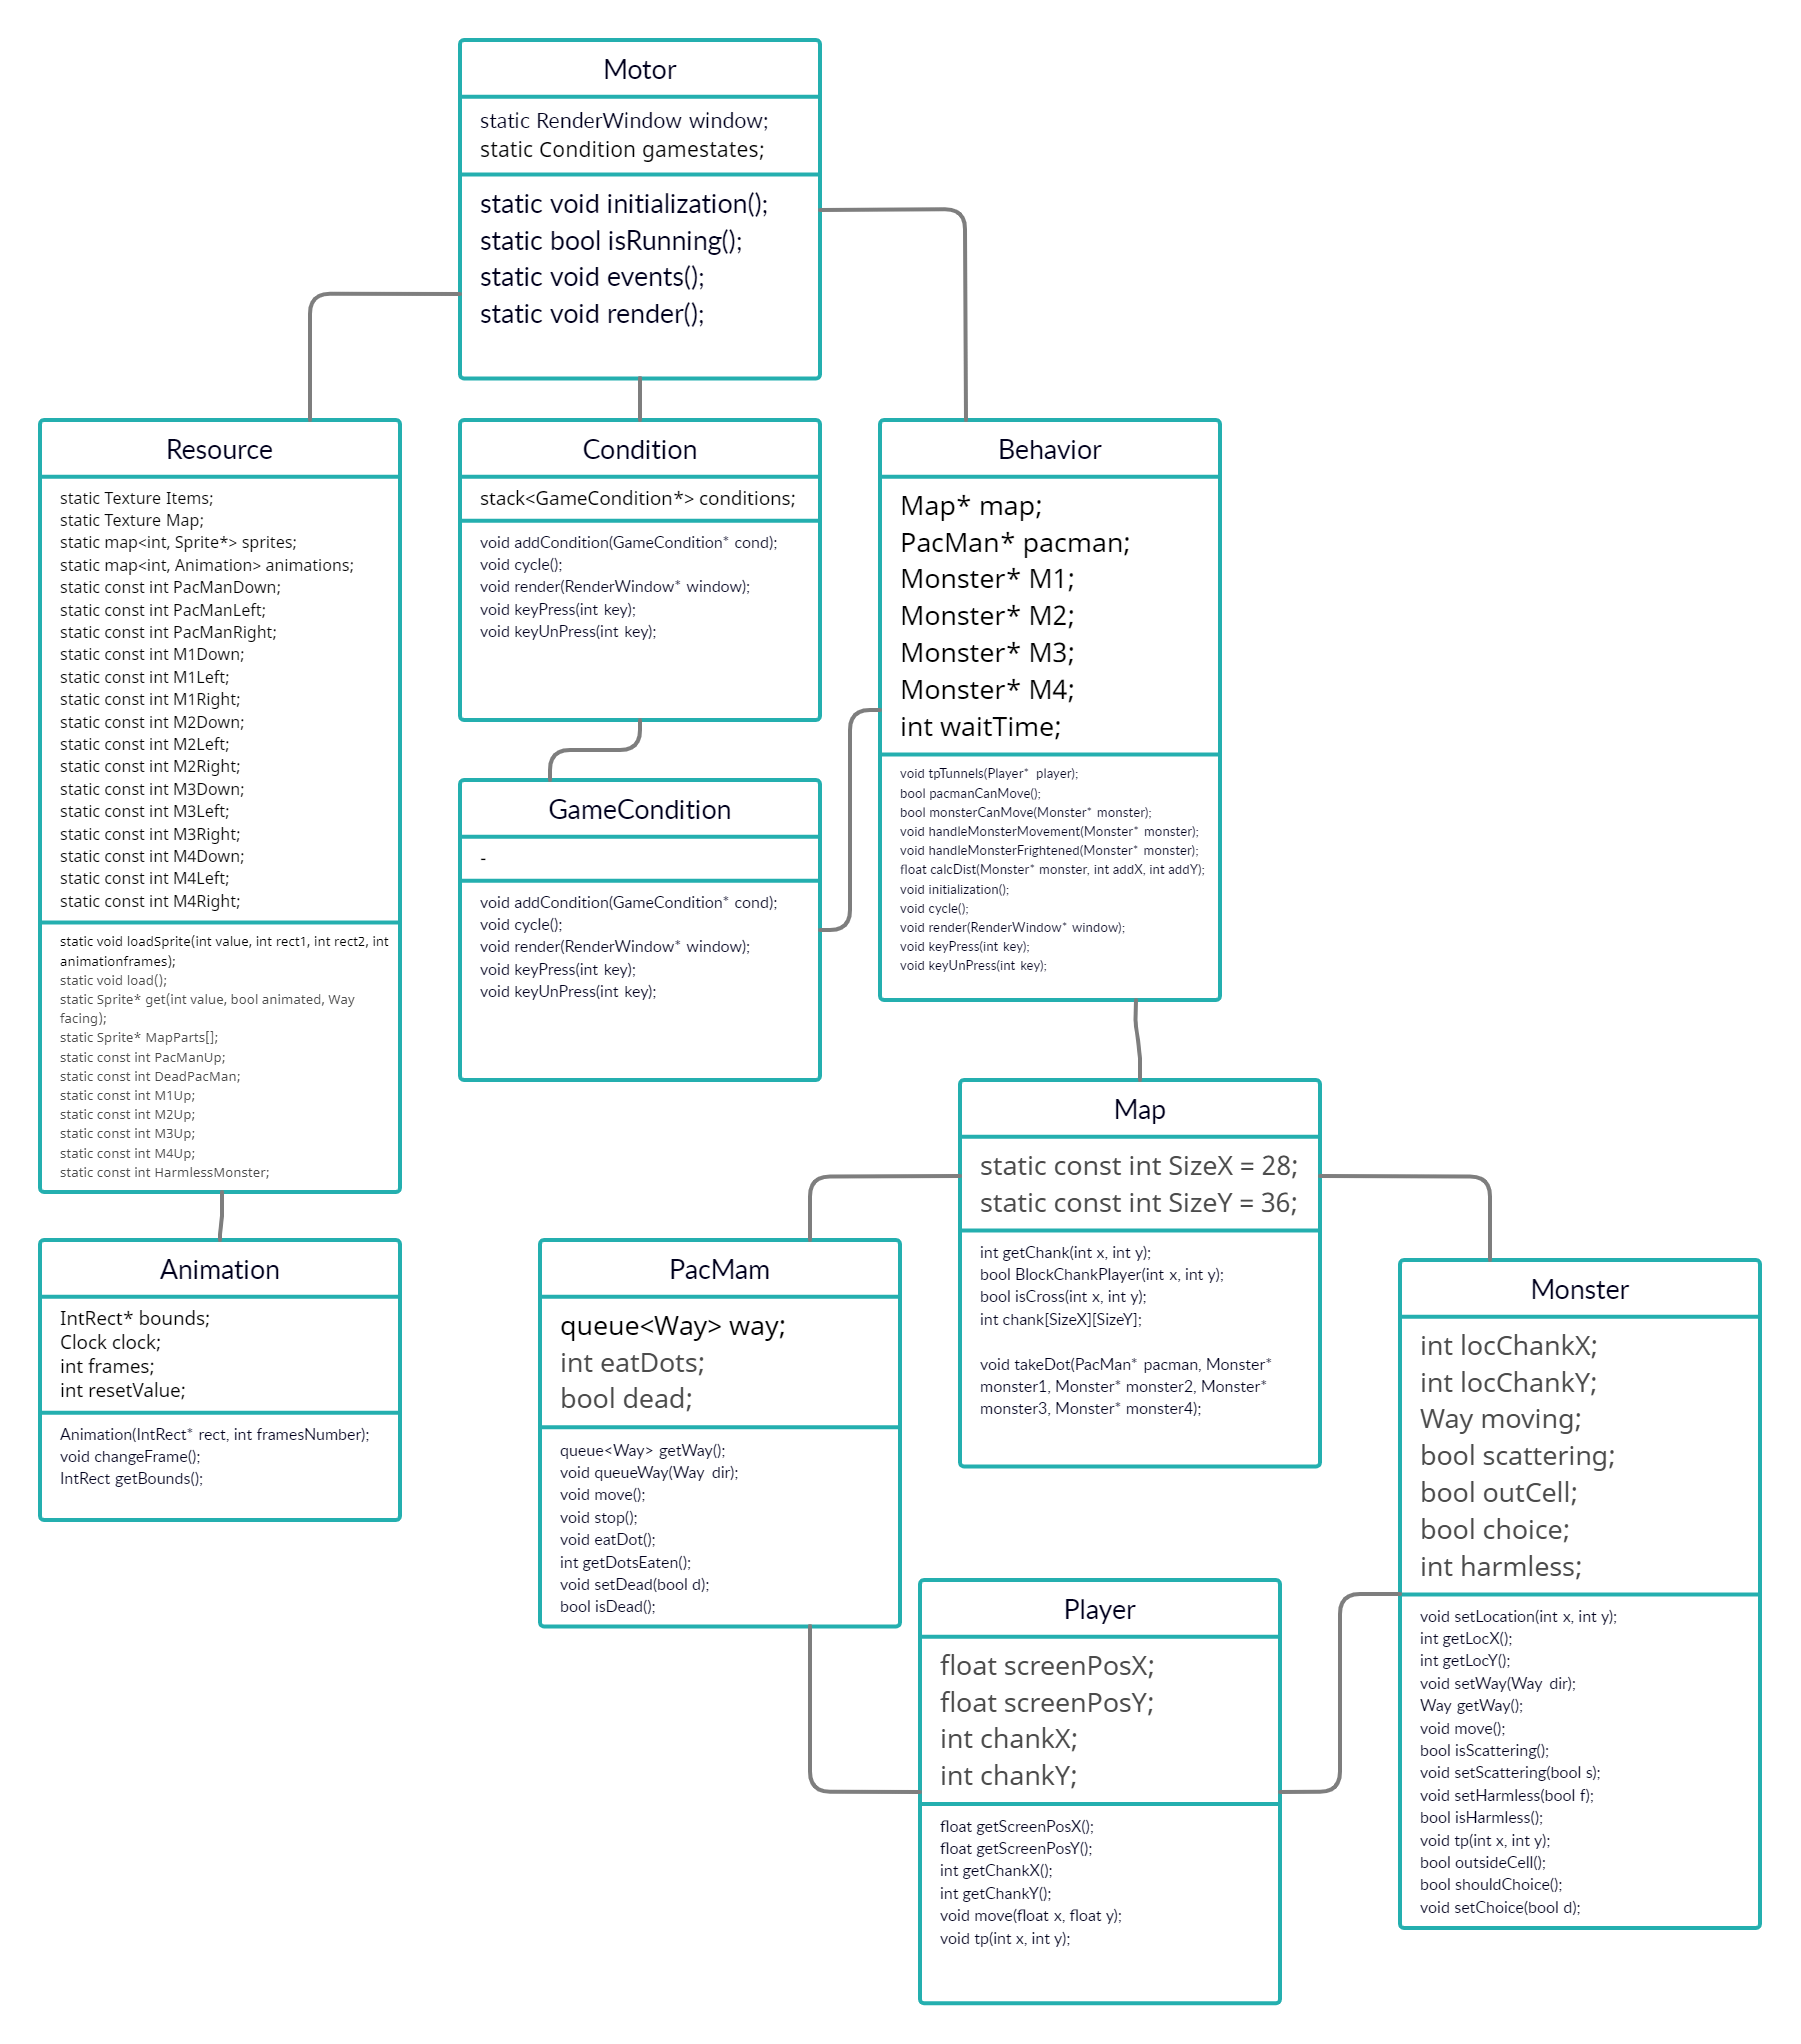 Motor
static RenderWindow window;
static Condition gamestates;
static void initialization();
static bool isRunning();
static void events();
static void render();
Resource
static Texture Items;
static Texture Map;
static map<int, Sprite*> sprites;
static map<int, Animation> animations;
static const int PacManDown;
static const int PacManLeft;
static const int PacManRight;
static const int M1Down;
static const int M1Left;
static const int M1Right;
static const int M2Down;
static const int M2Left;
static const int M2Right;
static const int M3Down;
static const int M3Left;
static const int M3Right;
static const int M4Down;
static const int M4Left;
static const int M4Right;
static void loadSprite(int value, int rect1, int rect2, int
animationframes);
static void load();
static Sprite* get(int value, bool animated, Way
facing);
static Sprite* MapParts[];
static const int PacManUp;
static const int DeadPacMan;
static const int M1Up;
static const int M2Up;
static const int M3Up;
static const int M4Up;
static const int HarmlessMonster;
Condition
stack<GameCondition*> conditions;
void addCondition(GameCondition* cond);
void cycle();
void render(RenderWindow* window);
void keyPress(int key);
void keyUnPress(int key);
Behavior
Map* map;
PacMan* pacman;
Monster* M1;
Monster* M2;
Monster* M3;
Monster* M4;
int waitTime;
void tpTunnels(Player* player);
bool pacmanCanMove();
bool monsterCanMove(Monster* monster);
void handleMonsterMovement(Monster* monster);
void handleMonsterFrightened(Monster* monster);
float calcDist(Monster* monster, int addX, int addY);
void initialization();
void cycle();
void render(RenderWindow* window);
void keyPress(int key);
void keyUnPress(int key);
GameCondition
-
void addCondition(GameCondition* cond);
void cycle();
void render(RenderWindow* window);
void keyPress(int key);
void keyUnPress(int key);
Map
static const int SizeX = 28;
static const int SizeY = 36;
int getChank(int x, int y);
bool BlockChankPlayer(int x, int y);
bool isCross(int x, int y);
int chank[SizeX][SizeY];
void takeDot(PacMan* pacman, Monster*
monster1, Monster* monster2, Monster*
monster3, Monster* monster4);
Animation
IntRect* bounds;
Clock clock;
int frames;
int resetValue;
Animation(IntRect* rect, int framesNumber);
void changeFrame();
IntRect getBounds();
PacMam
queue<Way> way;
int eatDots;
bool dead;
queue<Way> getWay();
void queueWay(Way dir);
void move();
void stop();
void eatDot();
int getDotsEaten();
void setDead(bool d);
bool isDead();
Monster
int locChankX;
int locChankY;
Way moving;
bool scattering;
bool outCell;
bool choice;
int harmless;
void setLocation(int x, int y);
int getLocX();
int getLocY();
void setWay(Way dir);
Way getWay();
void move();
bool isScattering();
void setScattering(bool s);
void setHarmless(bool f);
bool isHarmless();
void tp(int x, int y);
bool outsideCell();
bool shouldChoice();
void setChoice(bool d);
Player
float screenPosX;
float screenPosY;
int chankX;
int chankY;
float getScreenPosX();
float getScreenPosY();
int getChankX();
int getChankY();
void move(float x, float y);
void tp(int x, int y);